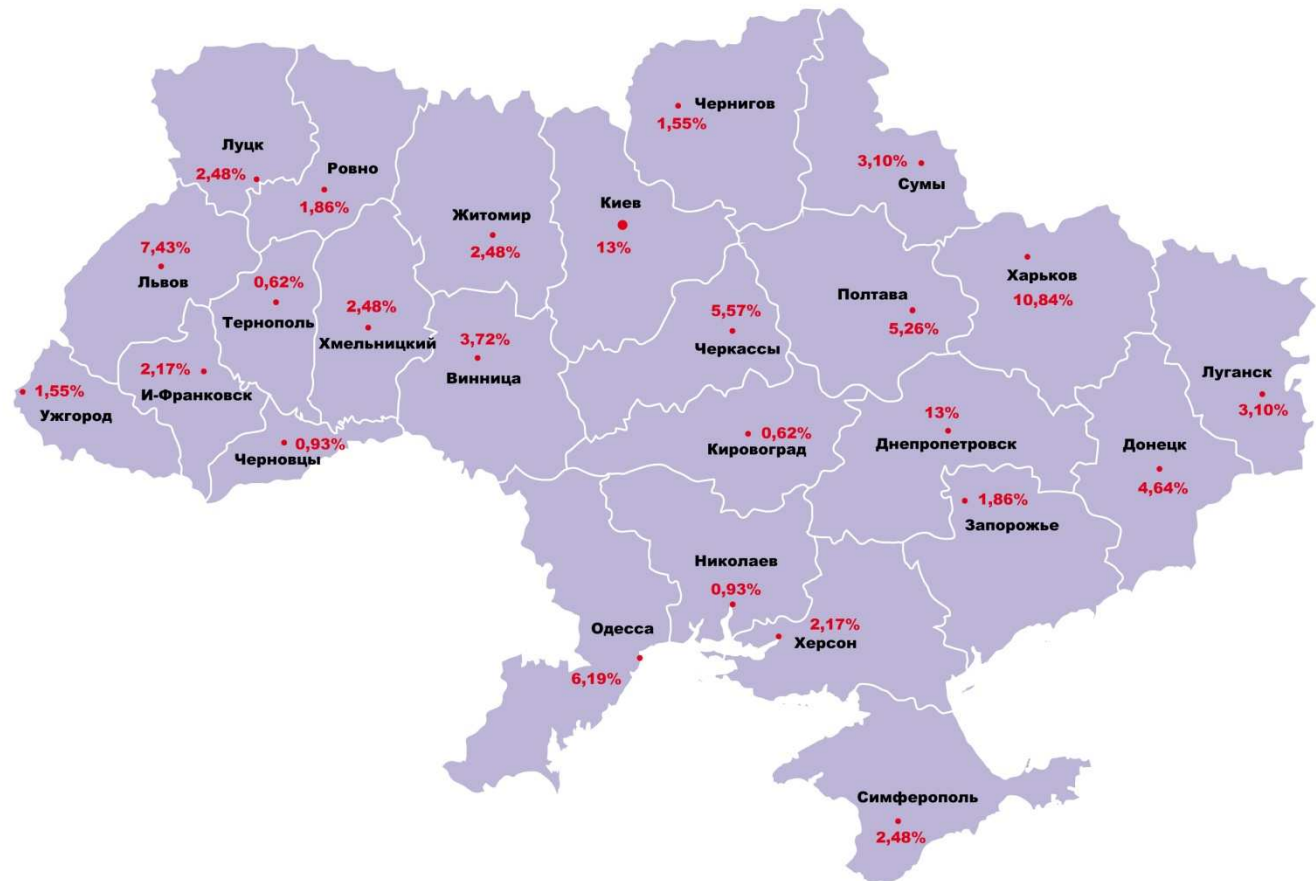 Чернигов
1,55%
3,10%
Сумы
Луцк
2,48%
Ровно
1,86%
Житомир
2,48%
Киев
13%
7,43%
Львов
0,62%
Тернополь
2,48%
Хмельницкий
3,72%
Винница
5,57%
Черкассы
Полтава
5,26%
Харьков
10,84%
Луганск
3,10%
1,55%
Ужгород
2,17%
И-Франковск
0,93%
Черновцы
0,62%
Кировоград
13%
Днепропетровск
Донецк
4,64%
1,86%
Запорожье
Николаев
0,93%
Одесса
6,19%
2,17%
Херсон
Симферополь
2,48%